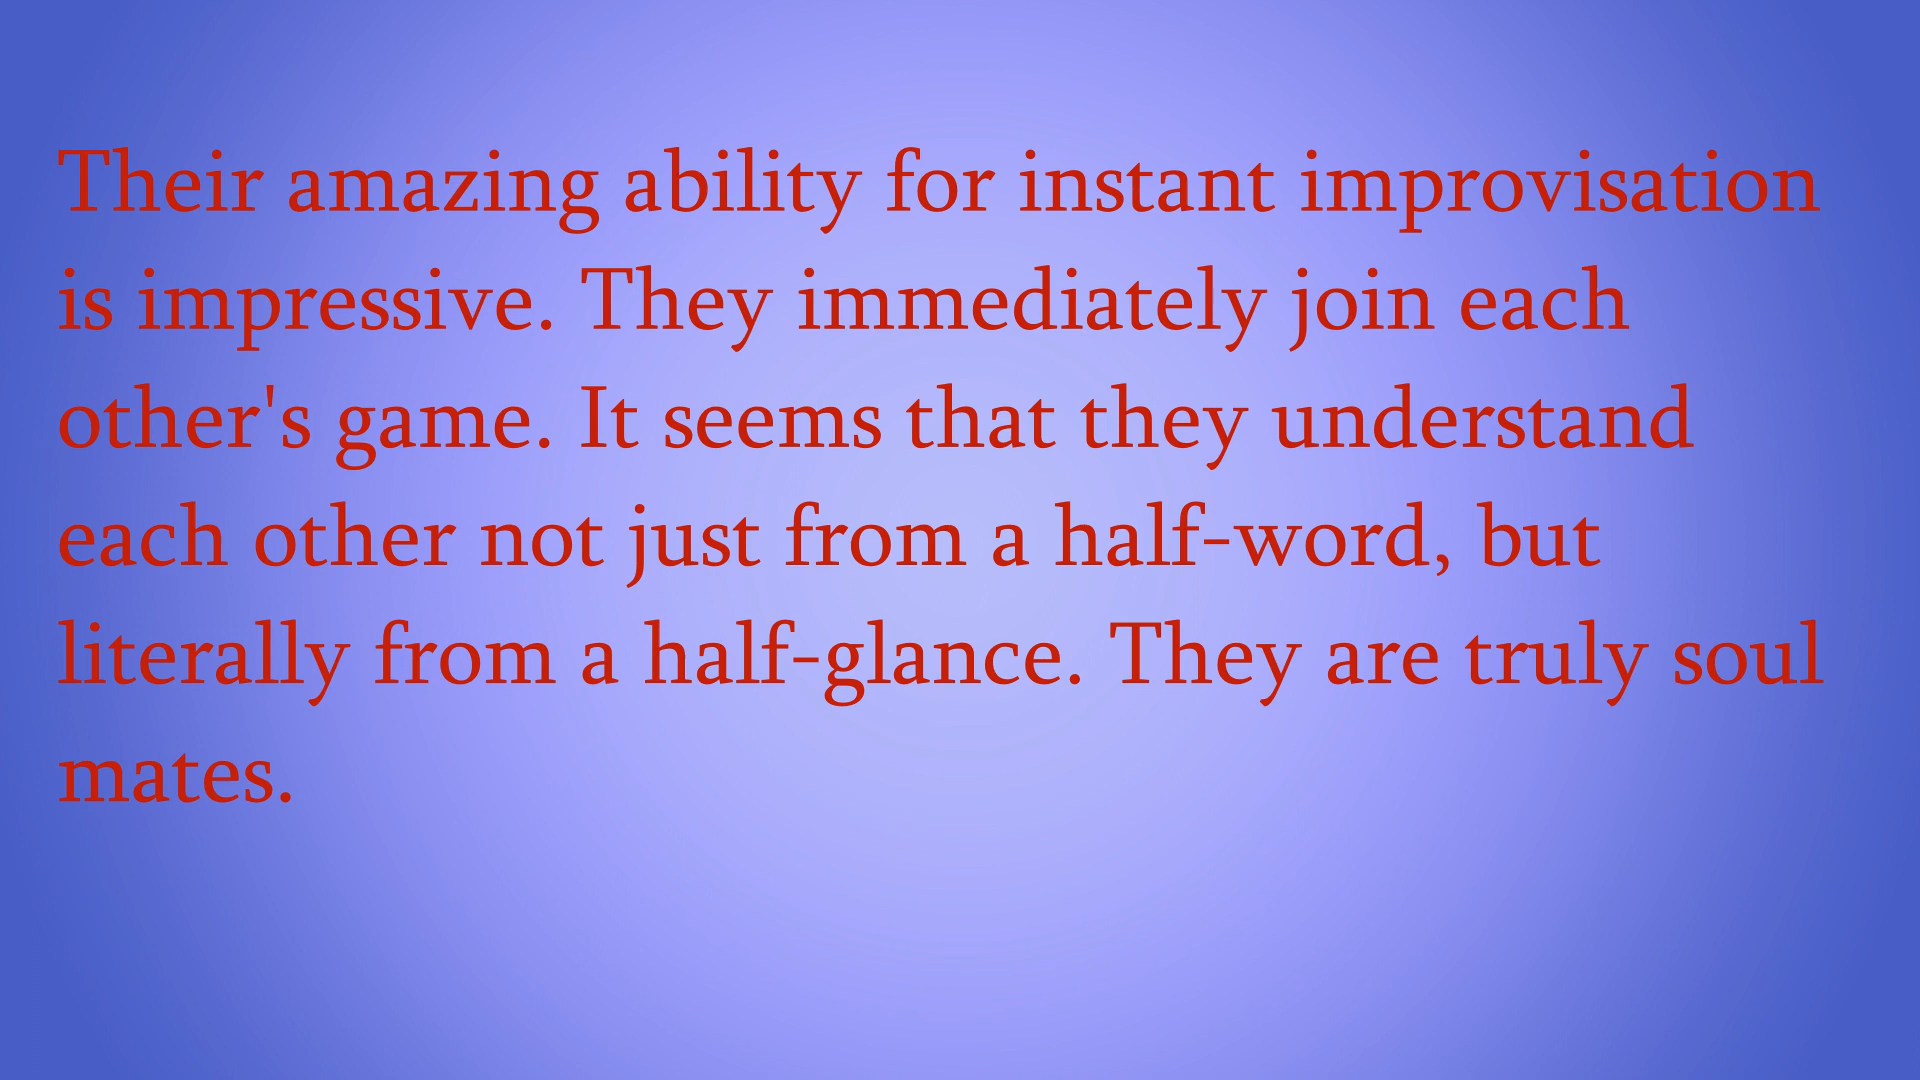 Their amazing ability for instant improvisation
is impressive. They immediately join each
other's game. It seems that they understand
each other not just from a half-word, but
literally from a half-glance. They are truly soul
mates.